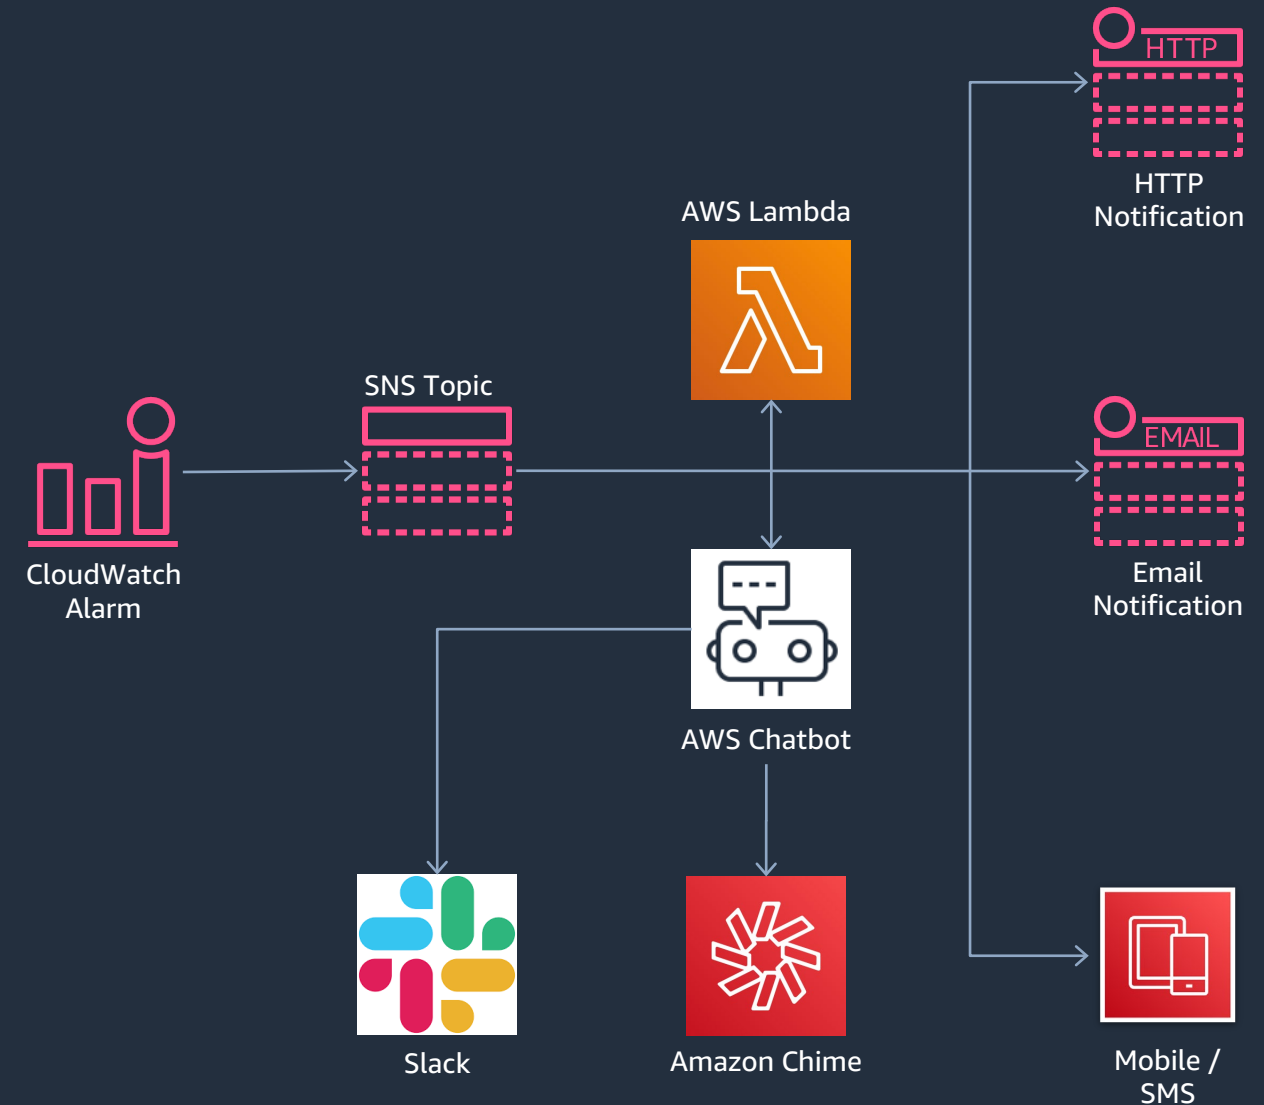 HTTP
HTTP
Notification
AWS Lambda
SNS Topic
EMAIL
CloudWatch
Alarm
Email
Notification
AWS Chatbot
Slack
Amazon Chime
Mobile /
SMS